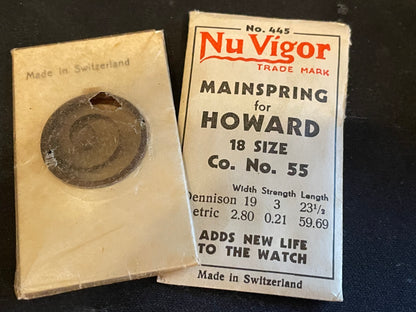 Made in Switzerland
No. 445
Nu Vigor
TRADE MARK
MAINSPRING
for
HOWARD
18 SIZE
Co. No. 55
Width Strength Length
Dennison 19 3 23½
etric 2.80 0.21 59.69
ADDS NEW LIFE
TO THE WATCH
Made in Switzerland